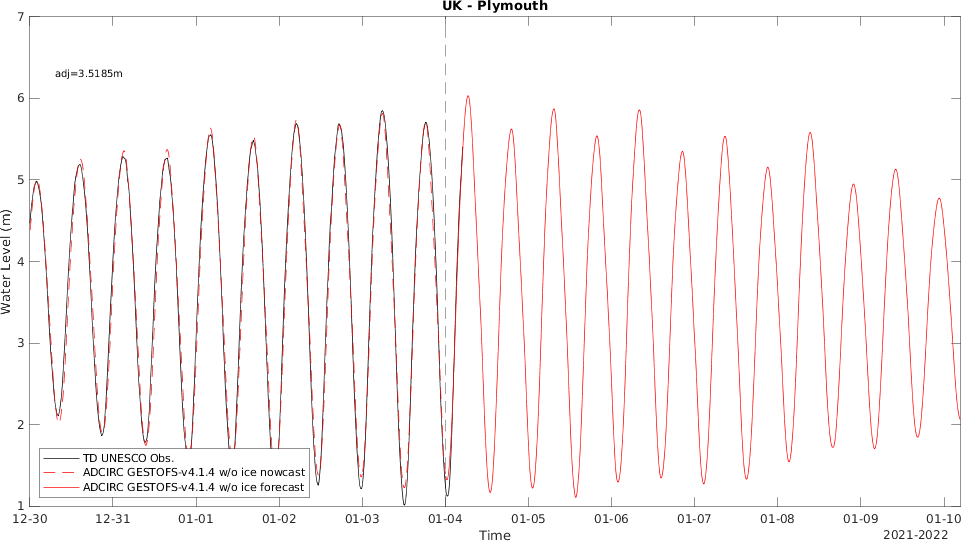 UK - Plymouth
7
adj=3.5185m
6
5
4
3
2
1
Water Level (m)
TD UNESCO Obs.
ADCIRC GESTOFS-v4.1.4 w/o ice nowcast
ADCIRC GESTOFS-v4.1.4 w/o ice forecast
12-30 12-31 01-01 01-02 01-03 01-04 01-05 01-06 01-07 01-08 01-09 01-10
Time
2021-2022